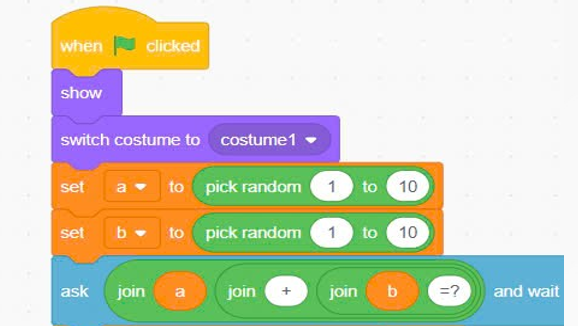 when clicked
show
switch costume to costume1
set a to pick random 1 to 10
set b to pick random 1 to 10
ask join a join + join b =? and wait